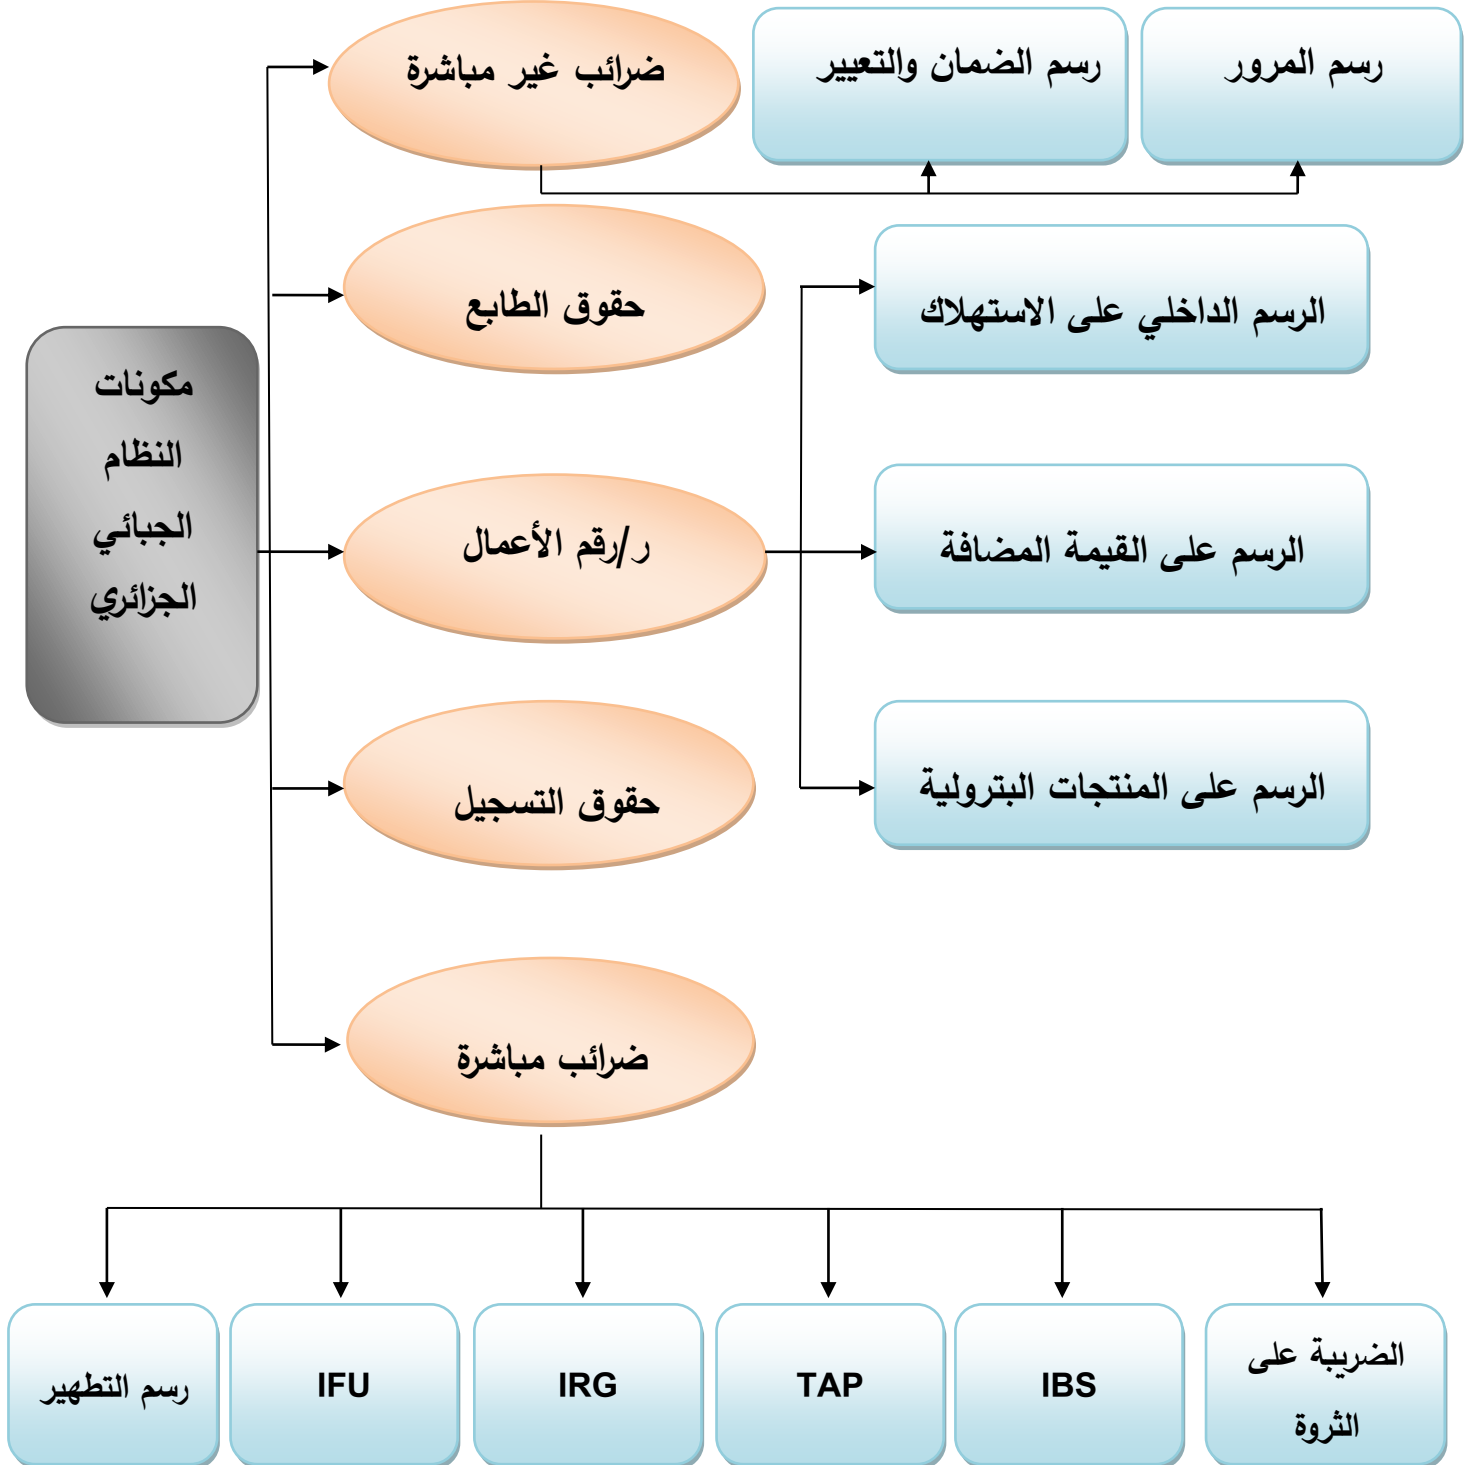 رسم المرور
رسم الضمان والتعيير
ضرائب غير مباشرة
حقوق الطابع
الرسم الداخلي على الاستهلاك
مكونات
النظام
الجبائي
الجزائري
ر/رقم الأعمال
الرسم على القيمة المضافة
حقوق التسجيل
الرسم على المنتجات البترولية
ضرائب مباشرة
الضريبة على
الثروة
IBS
TAP
IRG
IFU
رسم التطهير